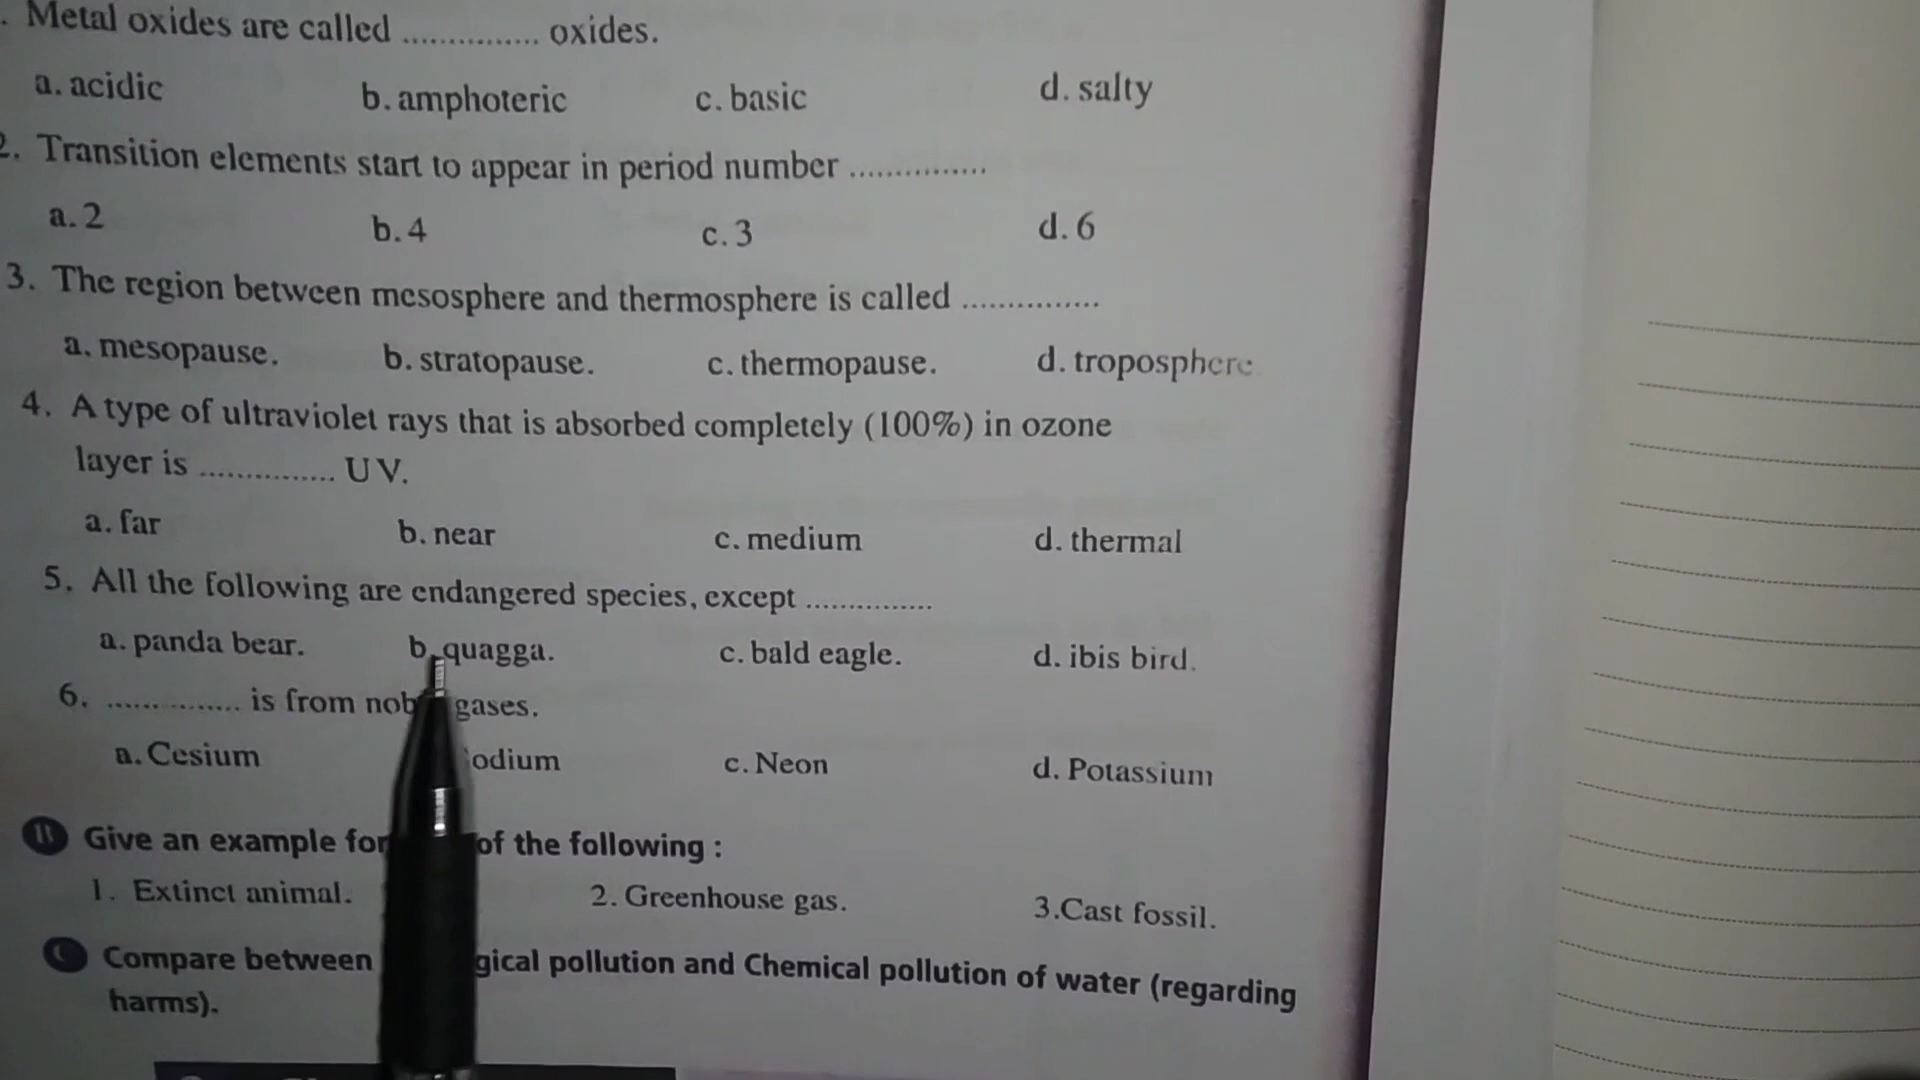 . Metal oxides are called ............... oxides.
a. acidic b. amphoteric c. basic d. salty
2. Transition elements start to appear in period number ...............
a. 2 b. 4 c. 3 d. 6
3. The region between mesosphere and thermosphere is called ...............
a. mesopause. b. stratopause. c. thermopause. d. troposphere
4. A type of ultraviolet rays that is absorbed completely (100%) in ozone
layer is ............... UV.
a. far b. near c. medium d. thermal
5. All the following are endangered species, except ...............
a. panda bear. b. quagga. c. bald eagle. d. ibis bird.
6. ............... is from gases.
a. Cesium odium c. Neon d. Potassium
B Give an example for of the following :
1. Extinct animal. 2. Greenhouse gas. 3.Cast fossil.
C Compare between gical pollution and Chemical pollution of water (regarding
harms).